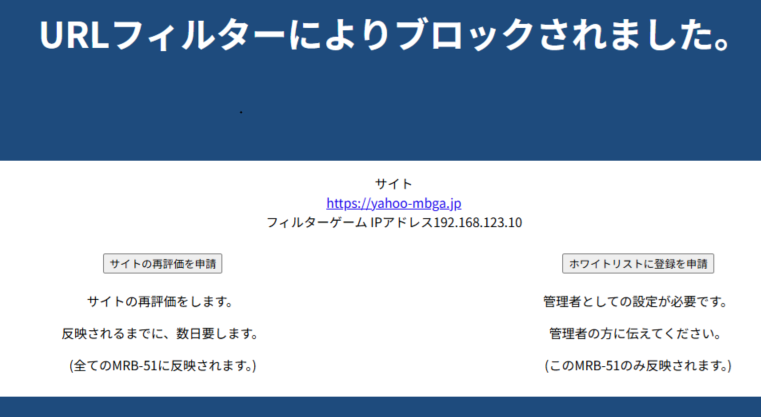 URLフィルターによりブロックされました。
サイト
https://yahoo-mbga.jp
フィルターゲーム IPアドレス192.168.123.10
サイトの再評価を申請
サイトの再評価をします。
反映されるまでに、数日要します。
(全てのMRB-51に反映されます。)
ホワイトリストに登録を申請
管理者としての設定が必要です。
管理者の方に伝えてください。
(このMRB-51のみ反映されます。)